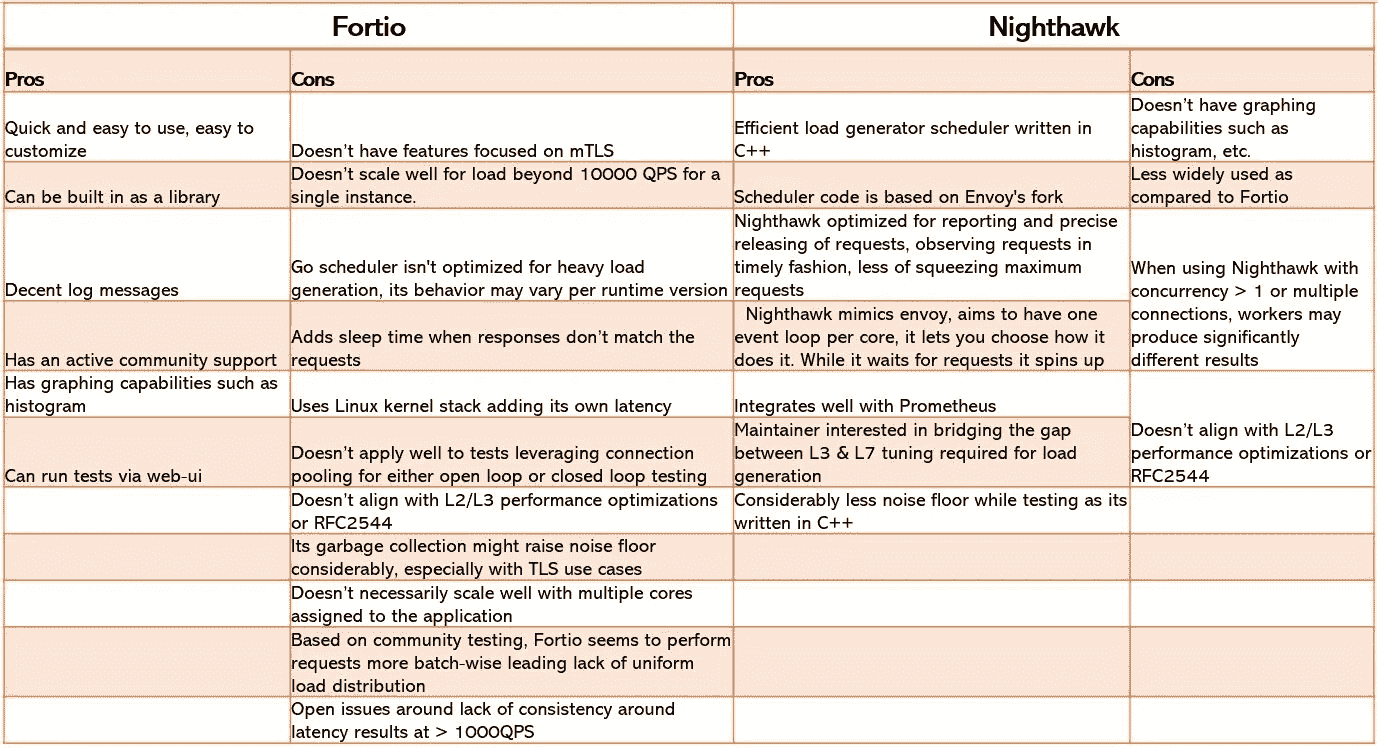 Fortio
Nighthawk
Pros
Cons
Pros
Cons
Quick and easy to use, easy to
customize
Doesn't have features focused on mTLS
Efficient load generator scheduler written in
C++
Doesn't have graphing
capabilities such as
histogram, etc.
Can be built in as a library
Doesn't scale well for load beyond 10000 QPS for a
single instance.
Scheduler code is based on Envoy's fork
Less widely used as
compared to Fortio
Decent log messages
Go scheduler isn't optimized for heavy load
generation, its behavior may vary per runtime version
Nighthawk optimized for reporting and precise
releasing of requests, observing requests in
timely fashion, less of squeezing maximum
requests
When using Nighthawk with
concurrency > 1 or multiple
connections, workers may
produce significantly
different results
Has an active community support
Adds sleep time when responses don't match the
requests
Nighthawk mimics envoy, aims to have one
event loop per core, it lets you choose how it
does it. While it waits for requests it spins up
Has graphing capabilities such as
histogram
Uses Linux kernel stack adding its own latency
Integrates well with Prometheus
Doesn't align with L2/L3
performance optimizations or
RFC2544
Can run tests via web-ui
Doesn't apply well to tests leveraging connection
pooling for either open loop or closed loop testing
Maintainer interested in bridging the gap
between L3 & L7 tuning required for load
generation
Doesn't align with L2/L3 performance optimizations
or RFC2544
Considerably less noise floor while testing as its
written in C++
Its garbage collection might raise noise floor
considerably, especially with TLS use cases
Doesn't necessarily scale well with multiple cores
assigned to the application
Based on community testing, Fortio seems to perform
requests more batch-wise leading lack of uniform
load distribution
Open issues around lack of consistency around
latency results at > 1000QPS